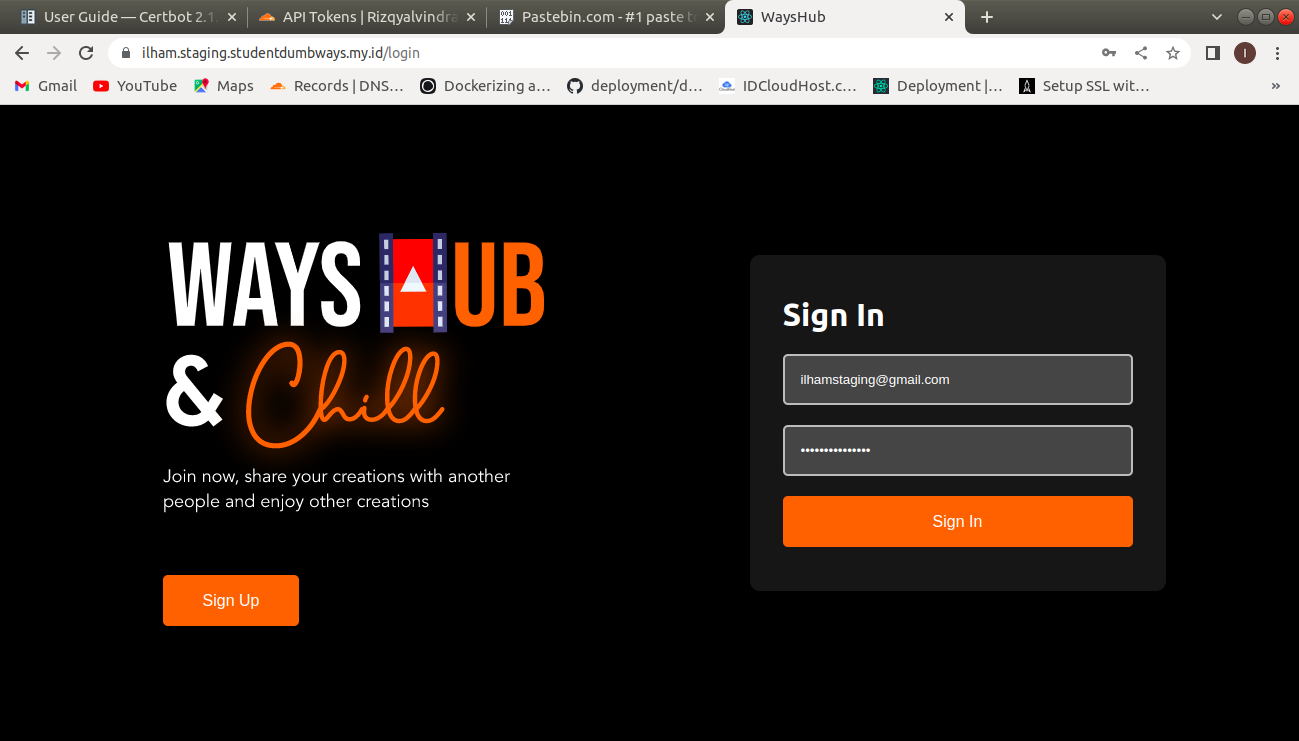 User Guide — Certbot 2.1.
API Tokens | Rizqyalvindra
Pastebin.com - #1 paste to
WaysHub
ilham.staging.studentdumbways.my.id/login
I
Gmail
YouTube
Maps
Records | DNS...
Dockerizing a...
deployment/d...
IDCloudHost.c...
Deployment |...
Setup SSL wit...
»
WAYS HUB
& Chill
Join now, share your creations with another
people and enjoy other creations
Sign Up
Sign In
ilhamstaging@gmail.com
•••••••••••••••
Sign In